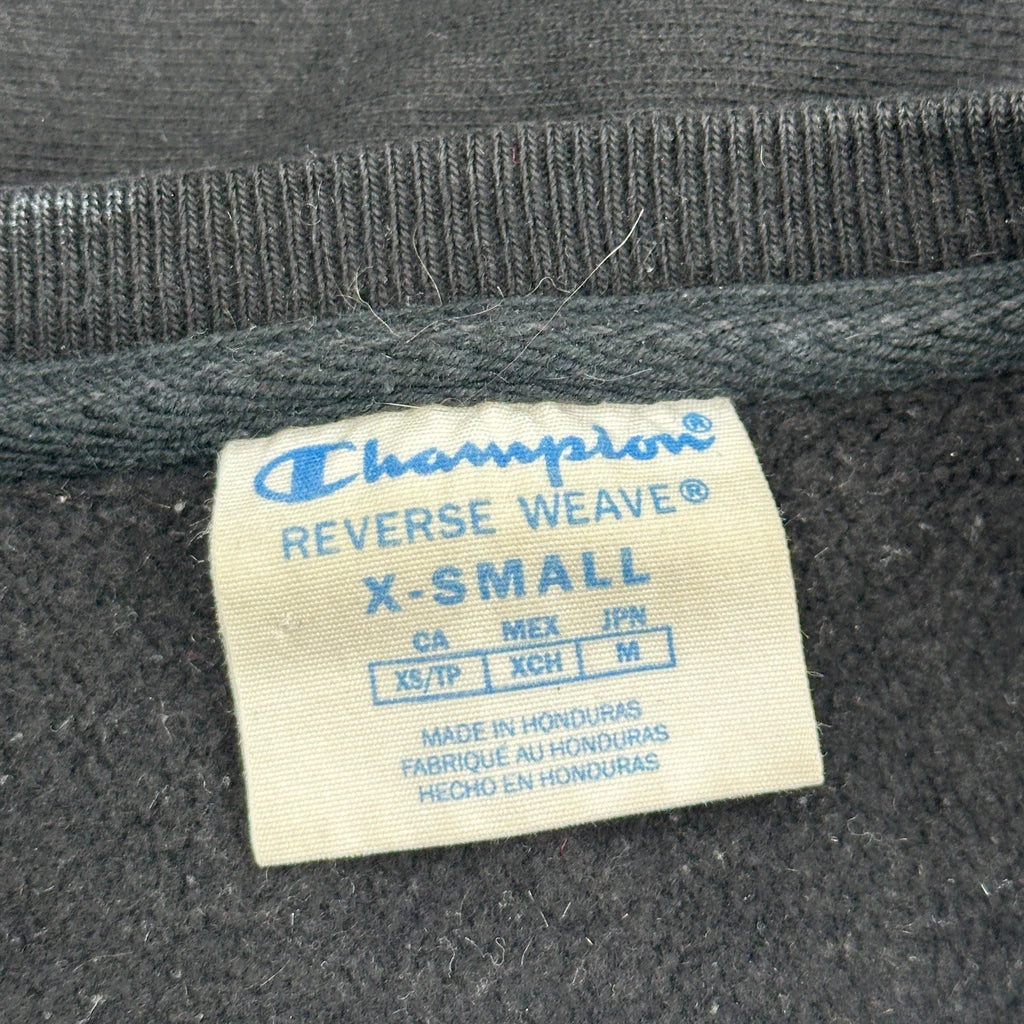 Champion®
REVERSE WEAVE®
X-SMALL
CA MEX JPN
XS/TP XCH M
MADE IN HONDURAS
FABRIQUÉ AU HONDURAS
HECHO EN HONDURAS